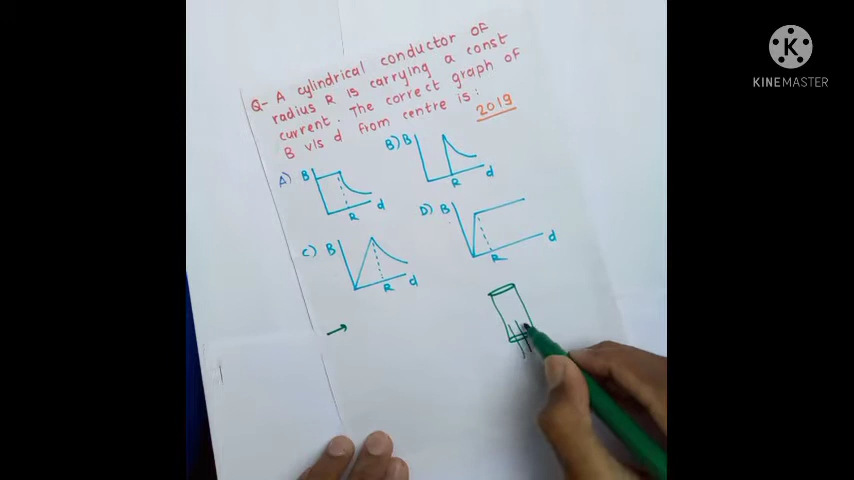 Q- A cylindrical conductor of
radius R is carrying a const
current. The correct graph of
B v/s d from centre is:
2019
A) B R d
B) B R d
C) B R d
D) B R d
K
KINEMASTER